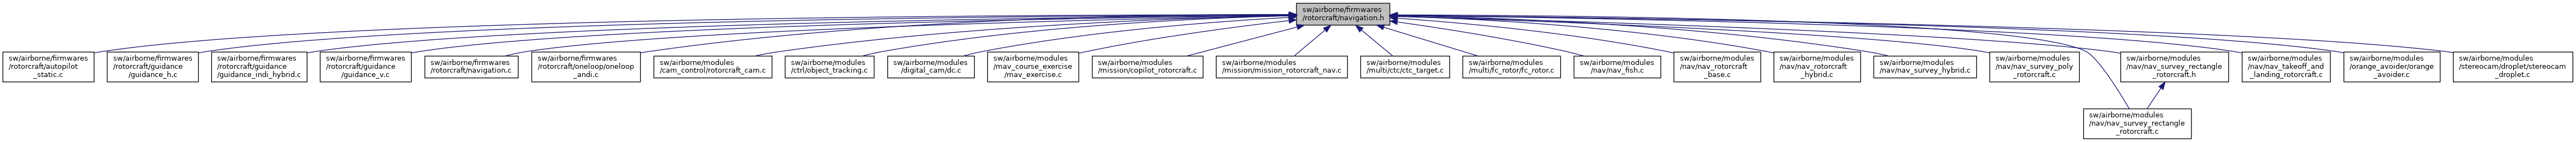 sw/airborne/firmwares
/rotorcraft/navigation.h
sw/airborne/firmwares
/rotorcraft/autopilot
_static.c
sw/airborne/firmwares
/rotorcraft/guidance
/guidance_h.c
sw/airborne/firmwares
/rotorcraft/guidance
/guidance_indi_hybrid.c
sw/airborne/firmwares
/rotorcraft/guidance
/guidance_v.c
sw/airborne/firmwares
/rotorcraft/navigation.c
sw/airborne/firmwares
/rotorcraft/oneloop/oneloop
_andi.c
sw/airborne/modules
/cam_control/rotorcraft_cam.c
sw/airborne/modules
/ctrl/object_tracking.c
sw/airborne/modules
/digital_cam/dc.c
sw/airborne/modules
/mav_course_exercise
/mav_exercise.c
sw/airborne/modules
/mission/copilot_rotorcraft.c
sw/airborne/modules
/mission/mission_rotorcraft_nav.c
sw/airborne/modules
/multi/ctc/ctc_target.c
sw/airborne/modules
/multi/fc_rotor/fc_rotor.c
sw/airborne/modules
/nav/nav_fish.c
sw/airborne/modules
/nav/nav_rotorcraft
_base.c
sw/airborne/modules
/nav/nav_rotorcraft
_hybrid.c
sw/airborne/modules
/nav/nav_survey_hybrid.c
sw/airborne/modules
/nav/nav_survey_poly
_rotorcraft.c
sw/airborne/modules
/nav/nav_survey_rectangle
_rotorcraft.h
sw/airborne/modules
/nav/nav_takeoff_and
_landing_rotorcraft.c
sw/airborne/modules
/orange_avoider/orange
_avoider.c
sw/airborne/modules
/stereocam/droplet/stereocam
_droplet.c
sw/airborne/modules
/nav/nav_survey_rectangle
_rotorcraft.c